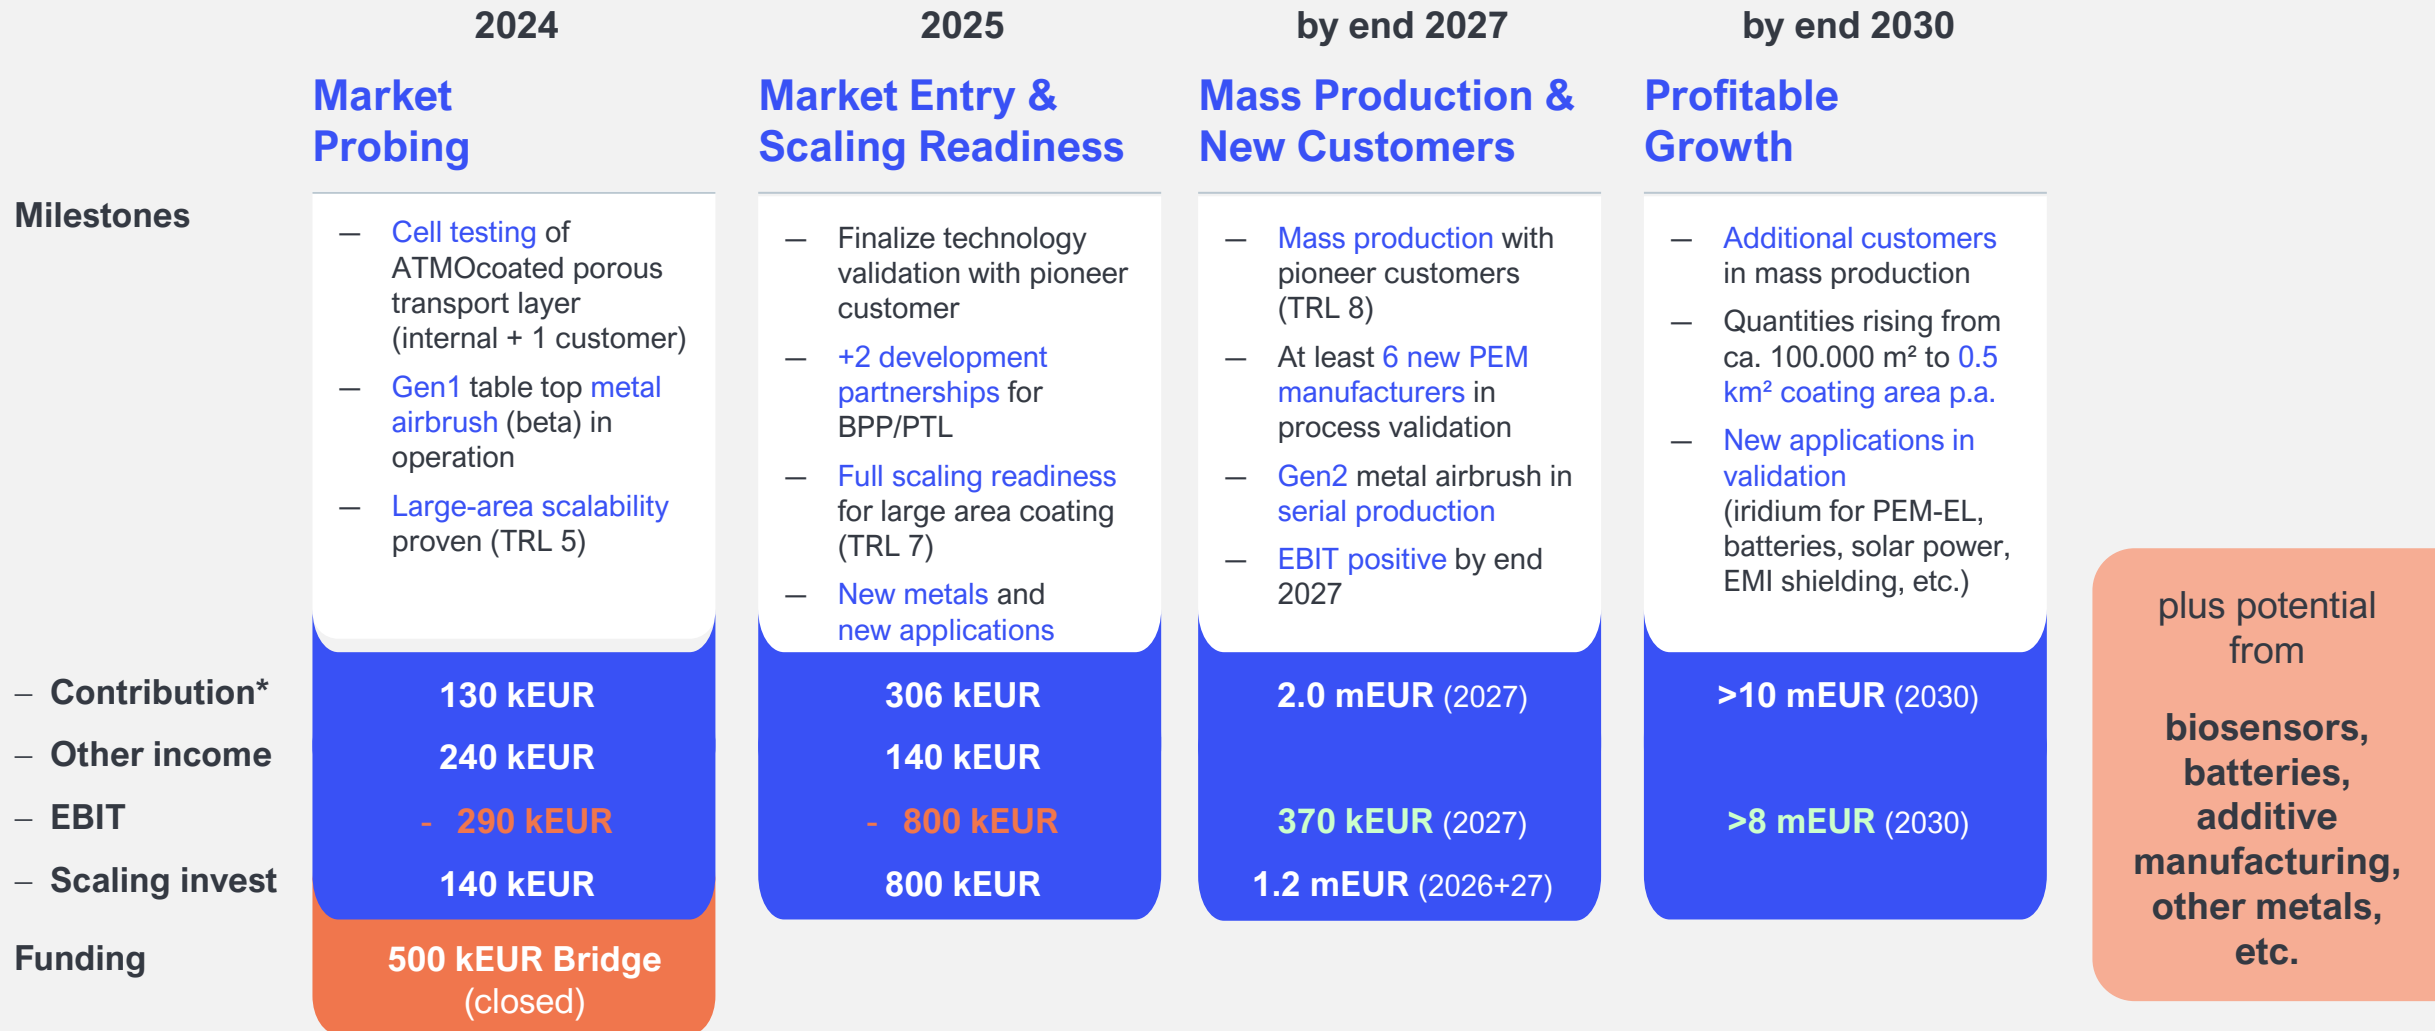 2024
2025
by end 2027
by end 2030
Market
Probing
Market Entry &
Scaling Readiness
Mass Production &
New Customers
Profitable
Growth
Milestones
— Cell testing of
ATMOcoated porous
transport layer
(internal + 1 customer)
— Gen1 table top metal
airbrush (beta) in
operation
— Large-area scalability
proven (TRL 5)
— Finalize technology
validation with pioneer
customer
— +2 development
partnerships for
BPP/PTL
— Full scaling readiness
for large area coating
(TRL 7)
— New metals and
new applications
— Mass production with
pioneer customers
(TRL 8)
— At least 6 new PEM
manufacturers in
process validation
— Gen2 metal airbrush in
serial production
— EBIT positive by end
2027
— Additional customers
in mass production
— Quantities rising from
ca. 100.000 m² to 0.5
km² coating area p.a.
— New applications in
validation
(iridium for PEM-EL,
batteries, solar power,
EMI shielding, etc.)
– Contribution*
130 kEUR
306 kEUR
2.0 mEUR (2027)
>10 mEUR (2030)
– Other income
240 kEUR
140 kEUR
– EBIT
- 290 kEUR
- 800 kEUR
370 kEUR (2027)
>8 mEUR (2030)
– Scaling invest
140 kEUR
800 kEUR
1.2 mEUR (2026+27)
Funding
500 kEUR Bridge
(closed)
plus potential
from
biosensors,
batteries,
additive
manufacturing,
other metals,
etc.